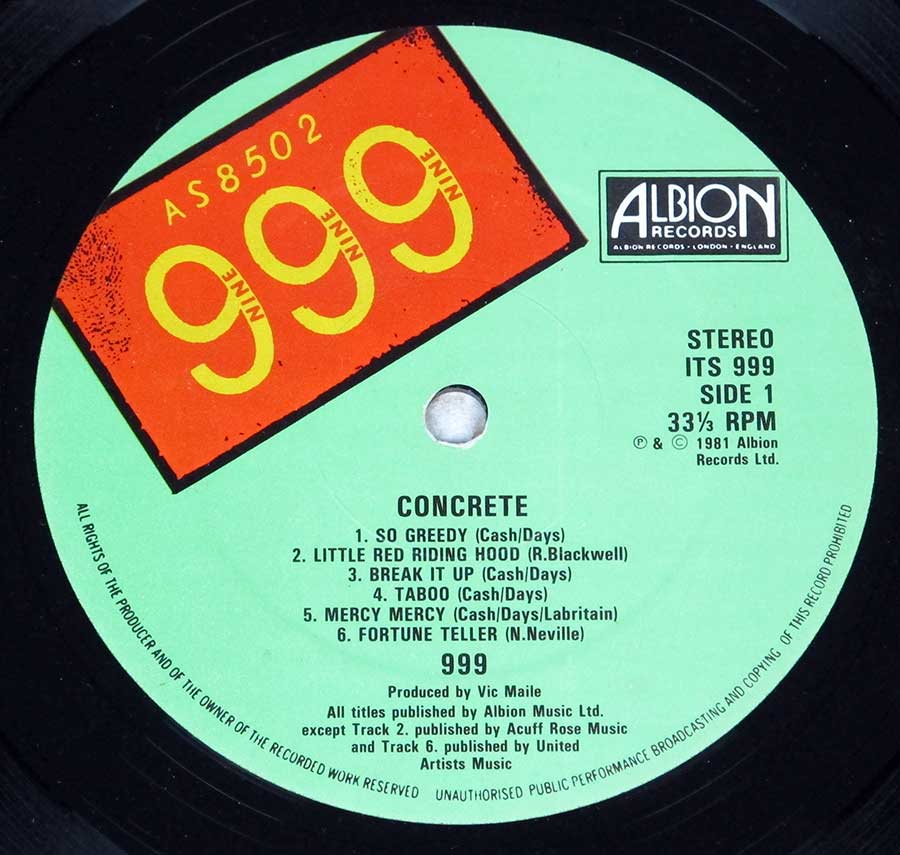 AS8502
999
NINE NINE NINE
ALBION
RECORDS
ALBION RECORDS • LONDON • ENGLAND
STEREO
ITS 999
SIDE 1
33⅓ RPM
℗ & © 1981 Albion
Records Ltd.
CONCRETE
1. SO GREEDY (Cash/Days)
2. LITTLE RED RIDING HOOD (R.Blackwell)
3. BREAK IT UP (Cash/Days)
4. TABOO (Cash/Days)
5. MERCY MERCY (Cash/Days/Labritain)
6. FORTUNE TELLER (N.Neville)
999
Produced by Vic Maile
All titles published by Albion Music Ltd.
except Track 2. published by Acuff Rose Music
and Track 6. published by United
Artists Music
ALL RIGHTS OF THE PRODUCER AND OF THE OWNER OF THE RECORDED WORK RESERVED UNAUTHORISED PUBLIC PERFORMANCE BROADCASTING AND COPYING OF THIS RECORD PROHIBITED